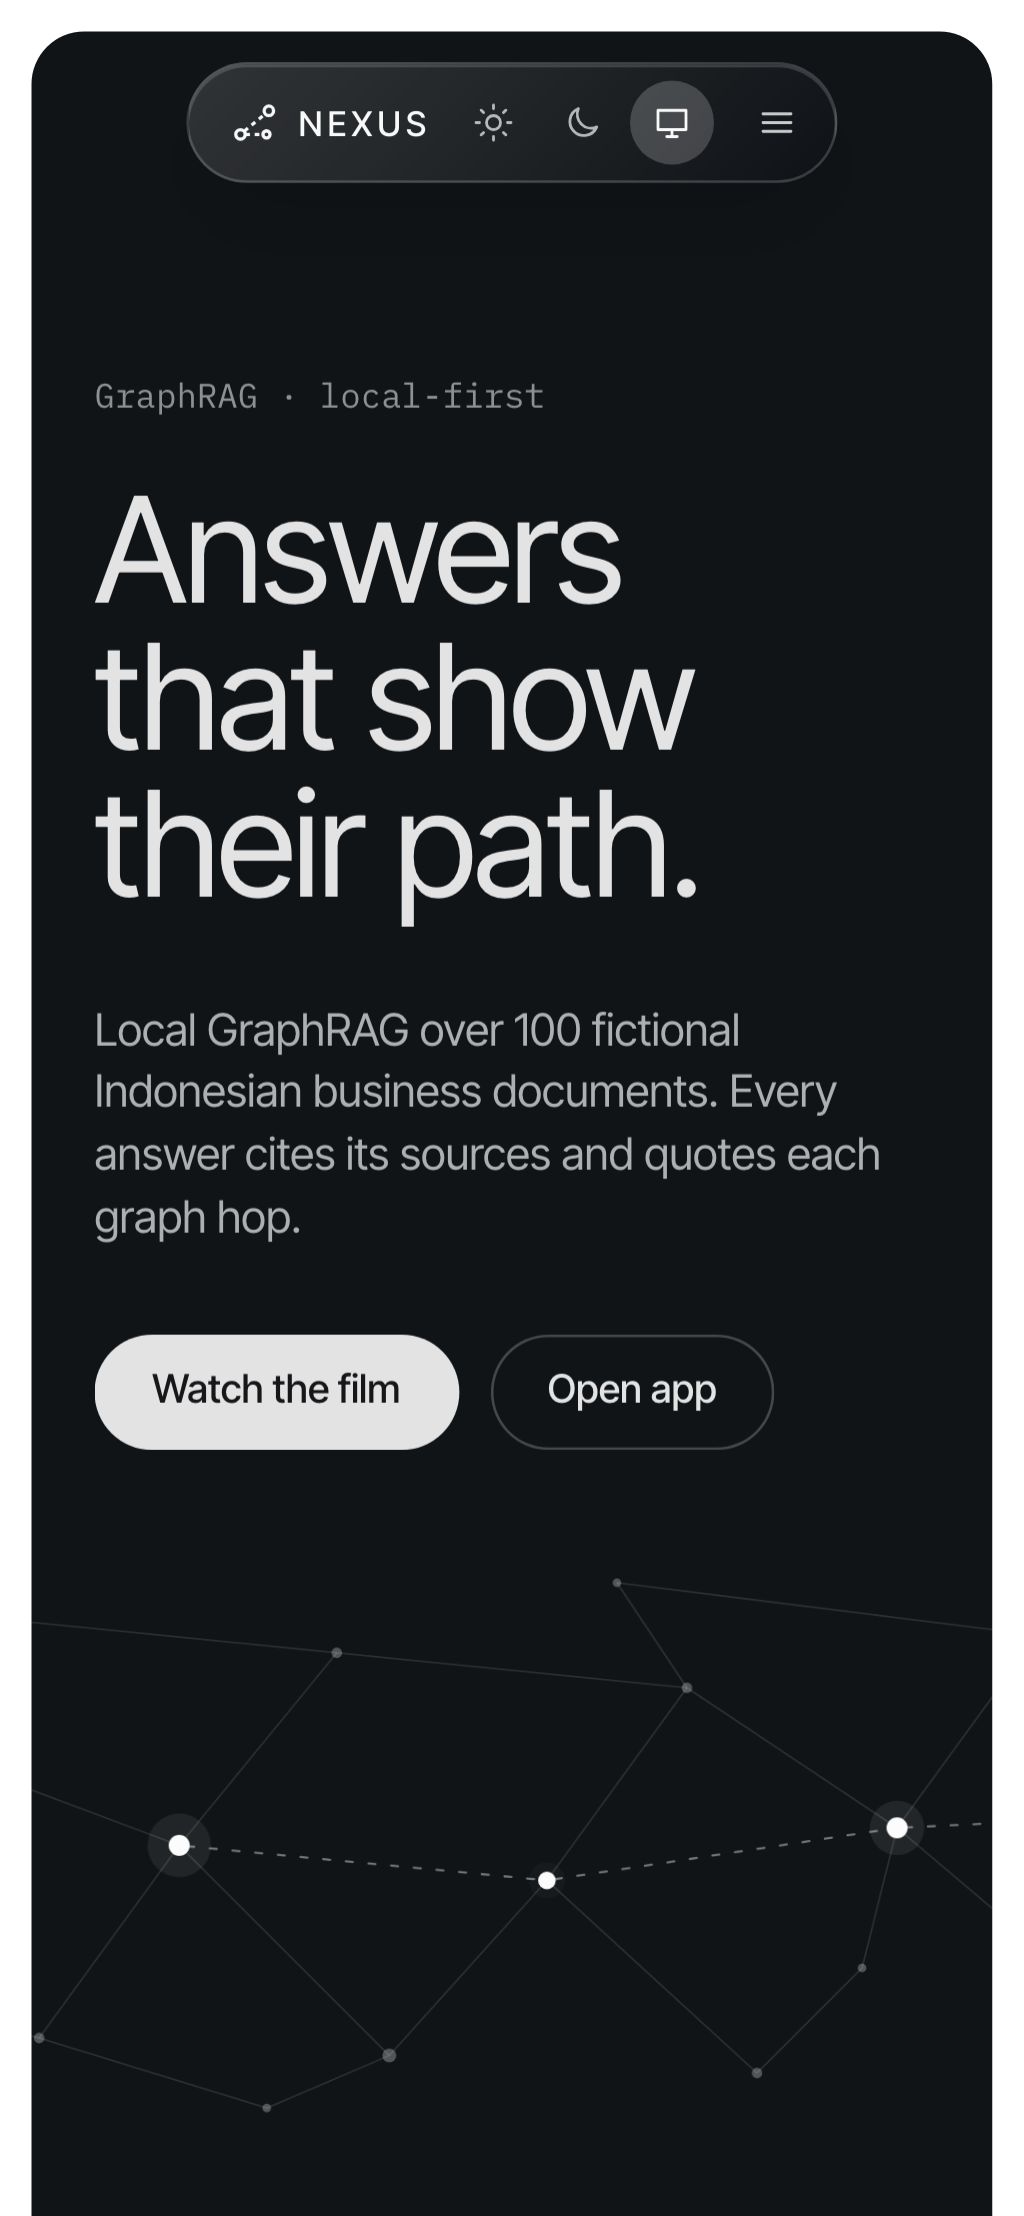 NEXUS
GraphRAG · local-first
Answers
that show
their path.
Local GraphRAG over 100 fictional
Indonesian business documents. Every
answer cites its sources and quotes each
graph hop.
Watch the film
Open app